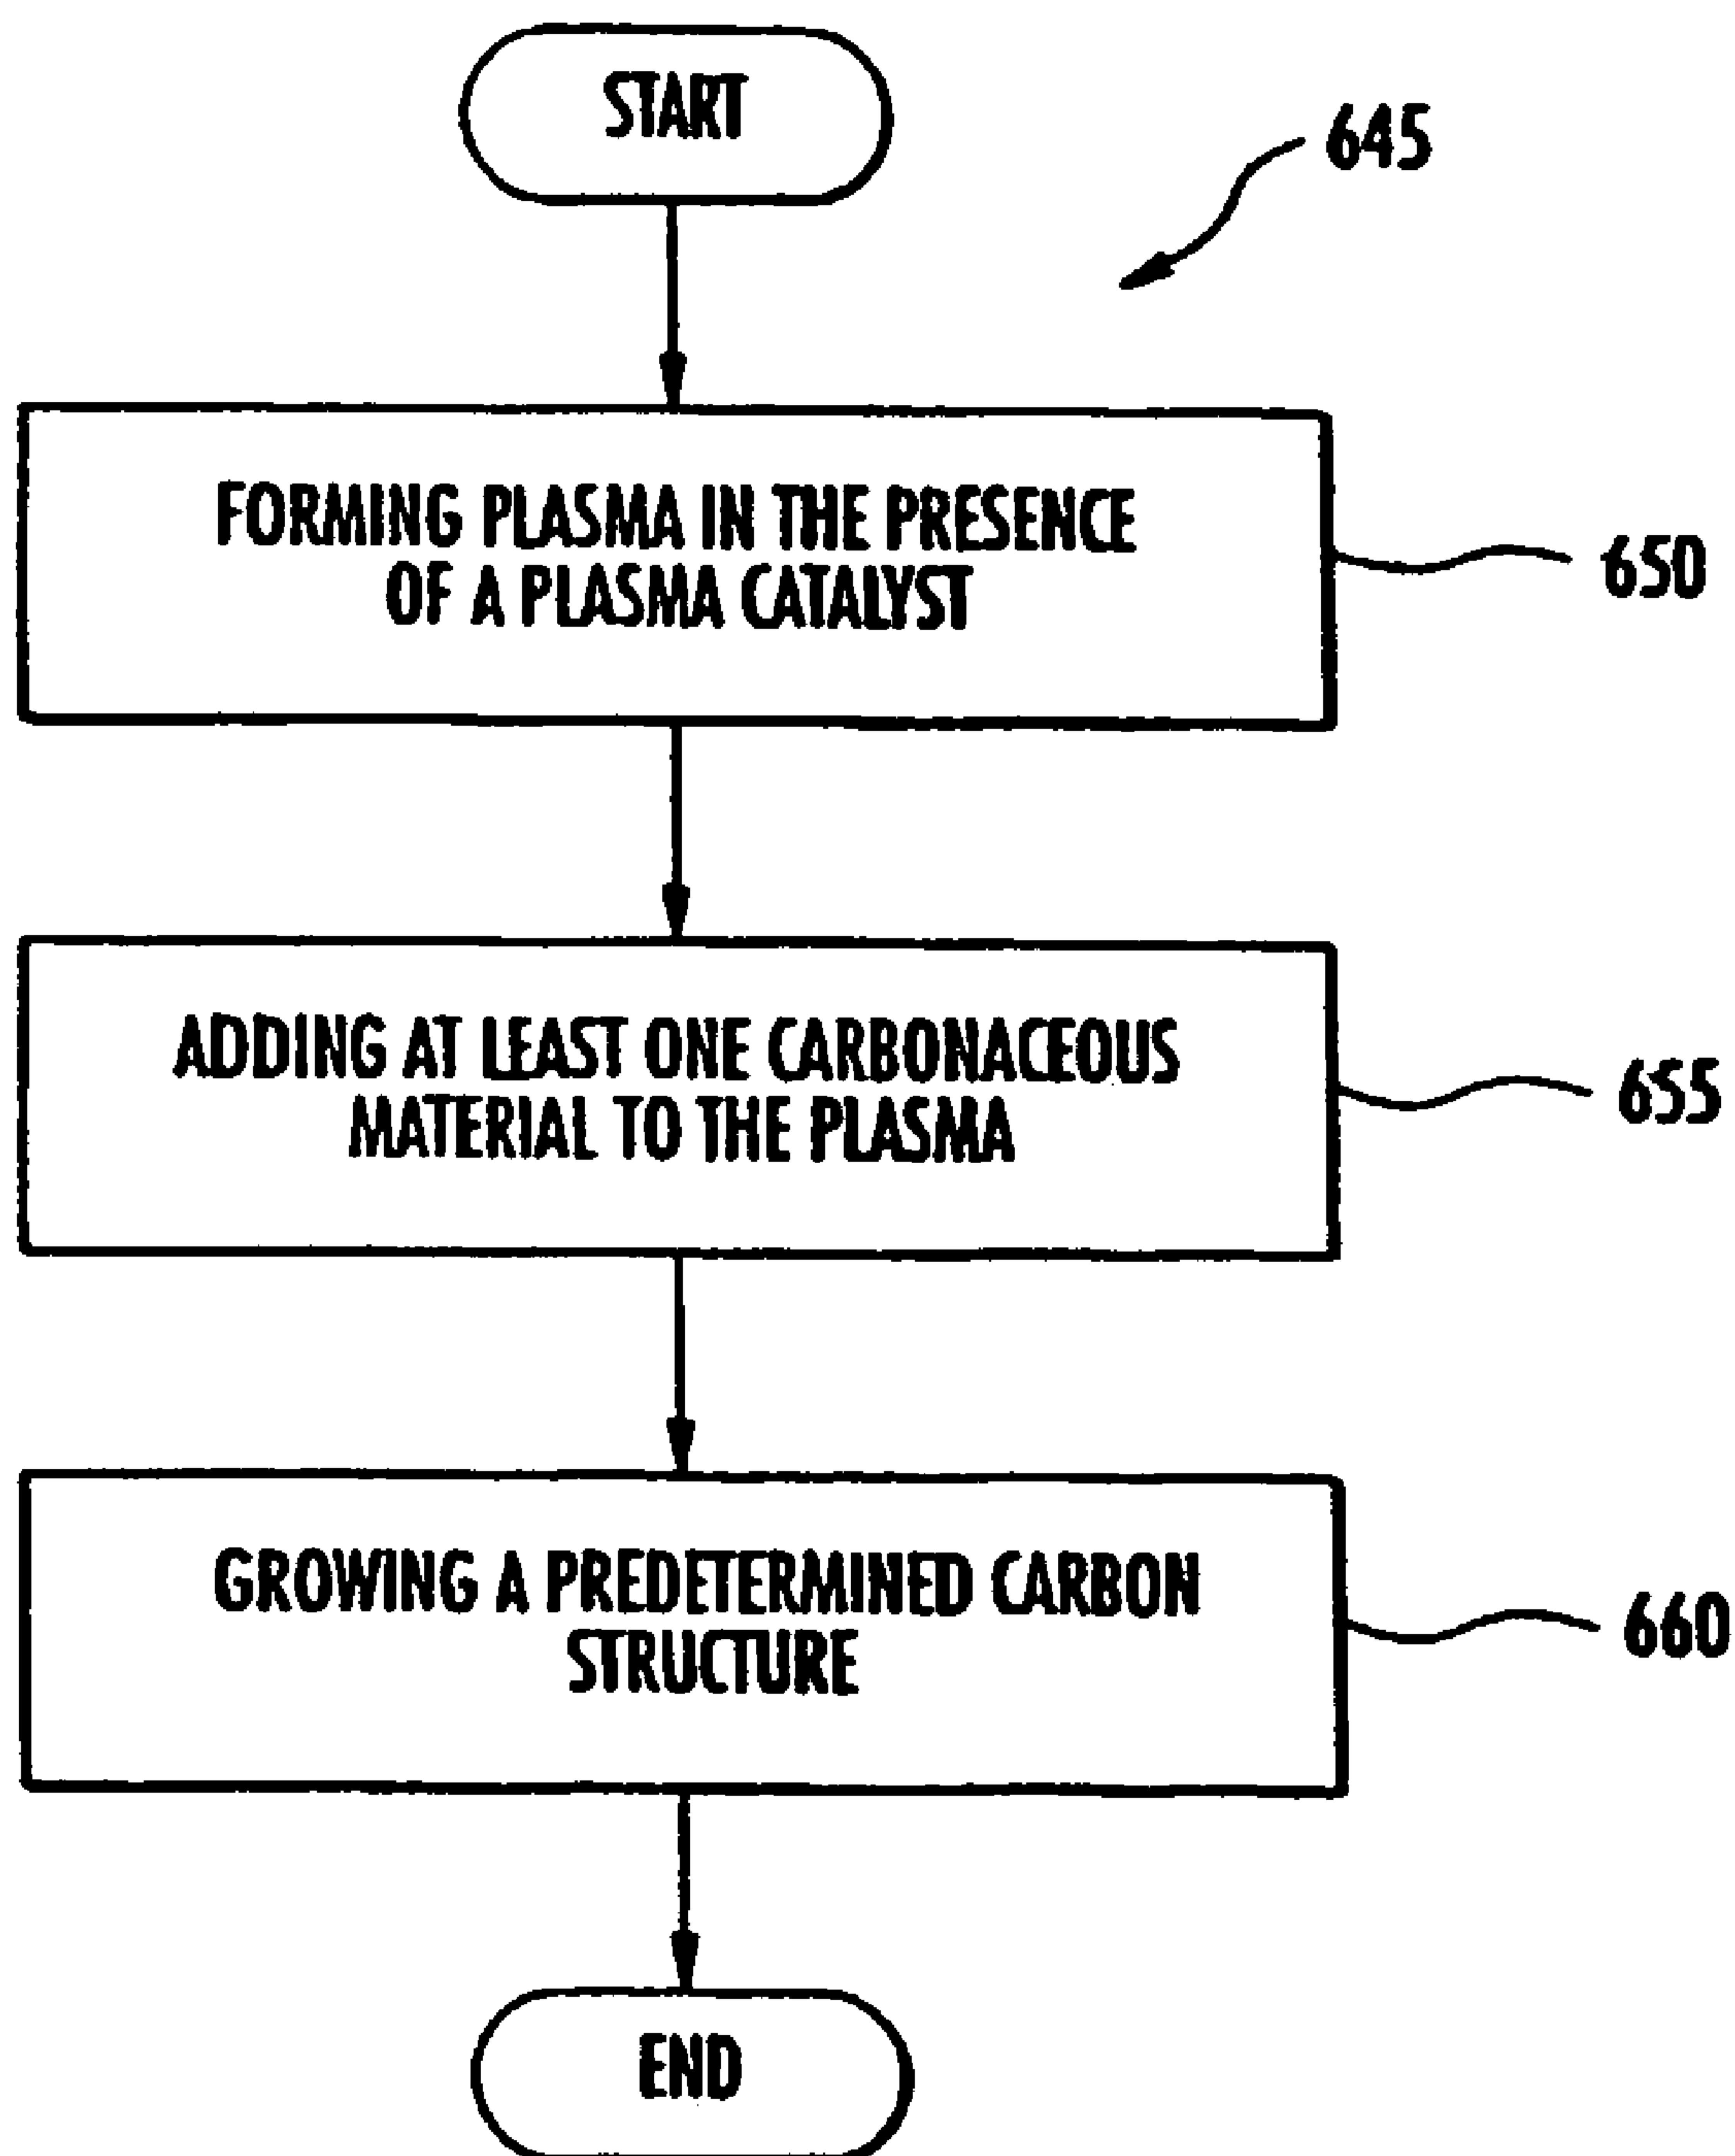 START
645
FORMING PLASMA IN THE PRESENCE
OF A PLASMA CATALYST
650
ADDING AT LEAST ONE CARBONACEOUS
MATERIAL TO THE PLASMA
655
GROWING A PREDETERMINED CARBON
STRUCTURE
660
END